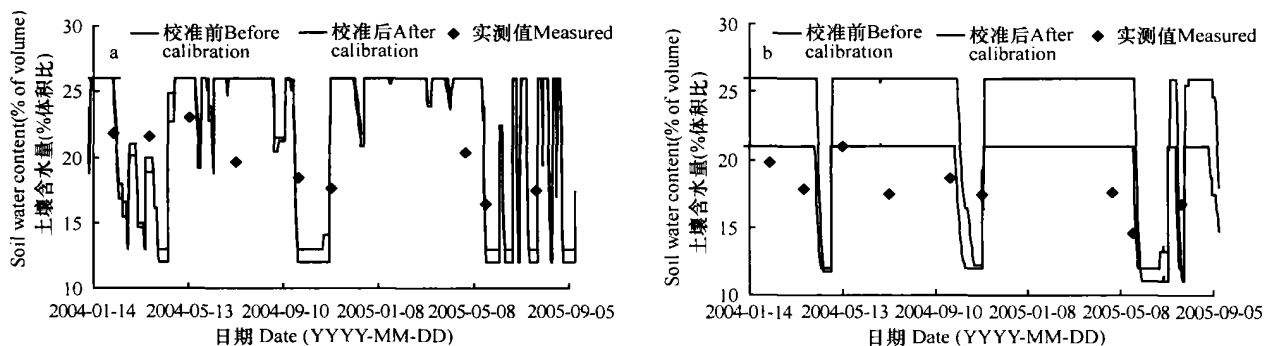 Soil water content(% of volume)
土壤含水量(%体积比)
30
25
20
15
10
a
校准前Before calibration
校准后After calibration
实测值Measured
2004-01-14
2004-05-13
2004-09-10
2005-01-08
2005-05-08
2005-09-05
日期 Date (YYYY-MM-DD)
Soil water content(% of volume)
土壤含水量(%体积比)
30
25
20
15
10
b
校准前Before calibration
校准后After calibration
实测值Measured
2004-01-14
2004-05-13
2004-09-10
2005-01-08
2005-05-08
2005-09-05
日期 Date (YYYY-MM-DD)